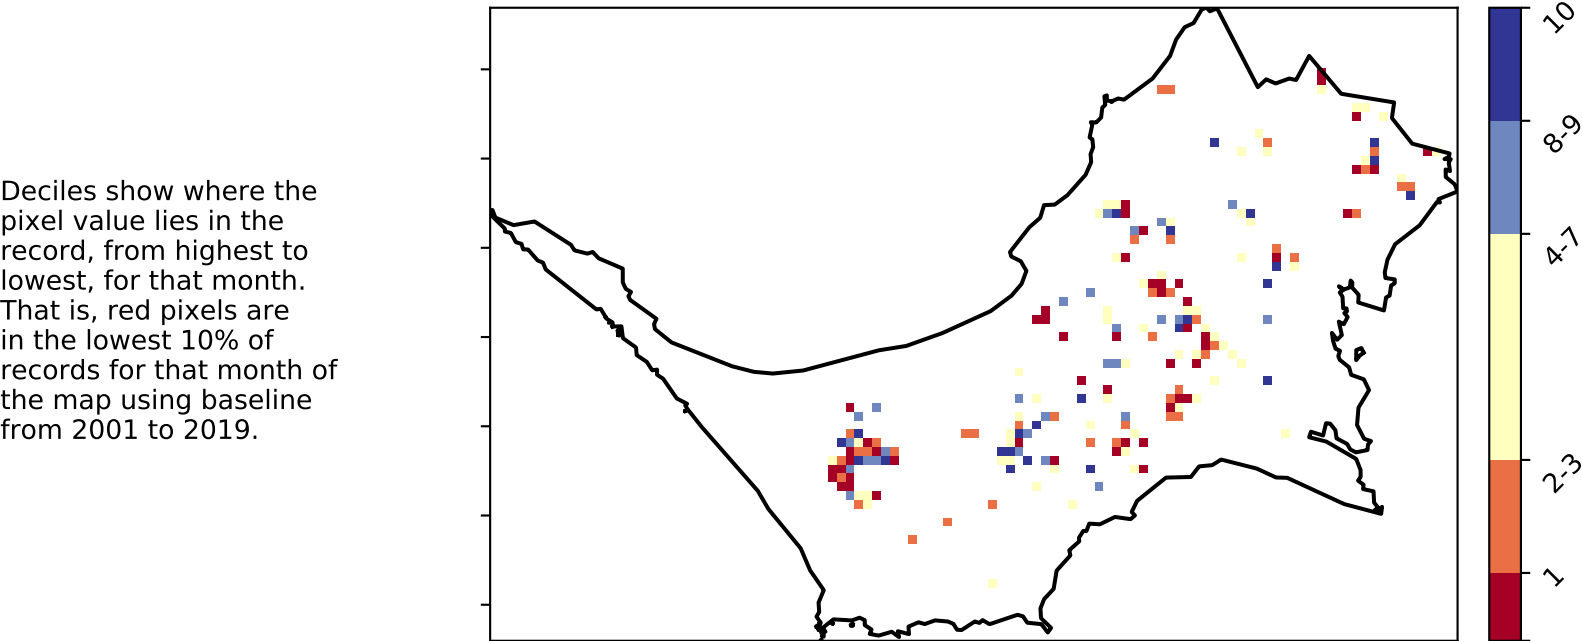 Deciles show where the
pixel value lies in the
record, from highest to
lowest, for that month.
That is, red pixels are
in the lowest 10% of
records for that month of
the map using baseline
from 2001 to 2019.
10
8-9
4-7
2-3
1